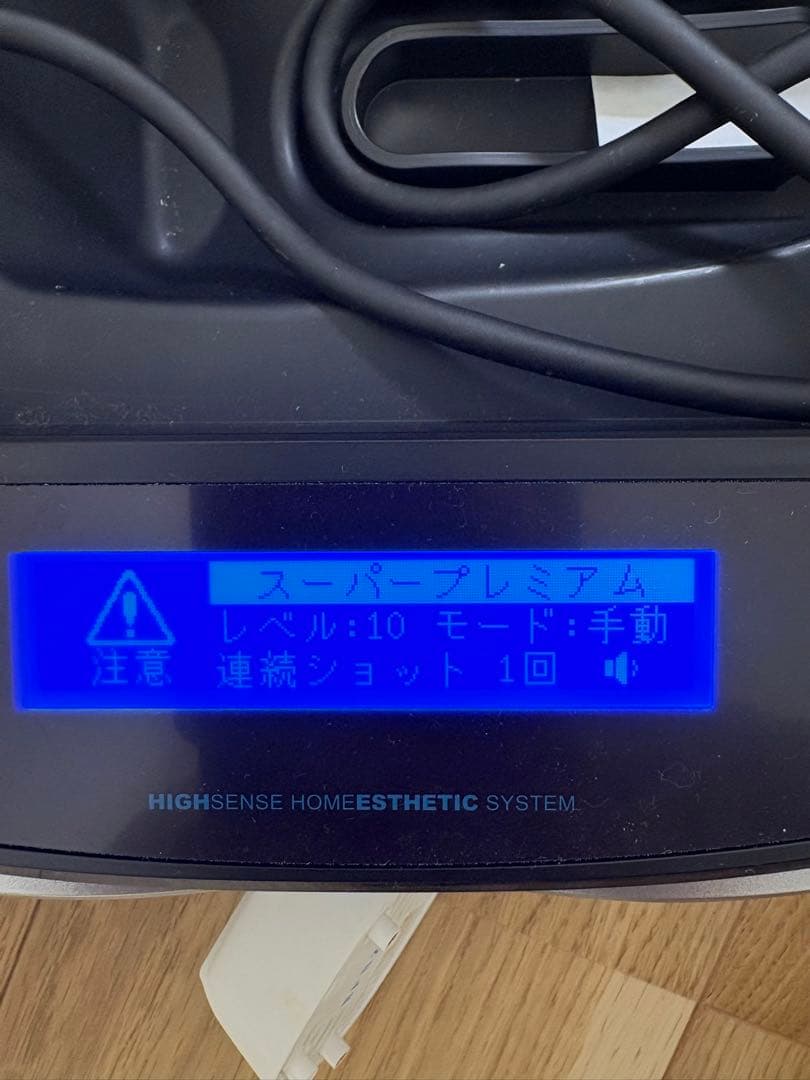 スーパープレミアム
レベル:10 モード:手動
注意 連続ショット 1回
HIGHSENSE HOMEESTHETIC SYSTEM